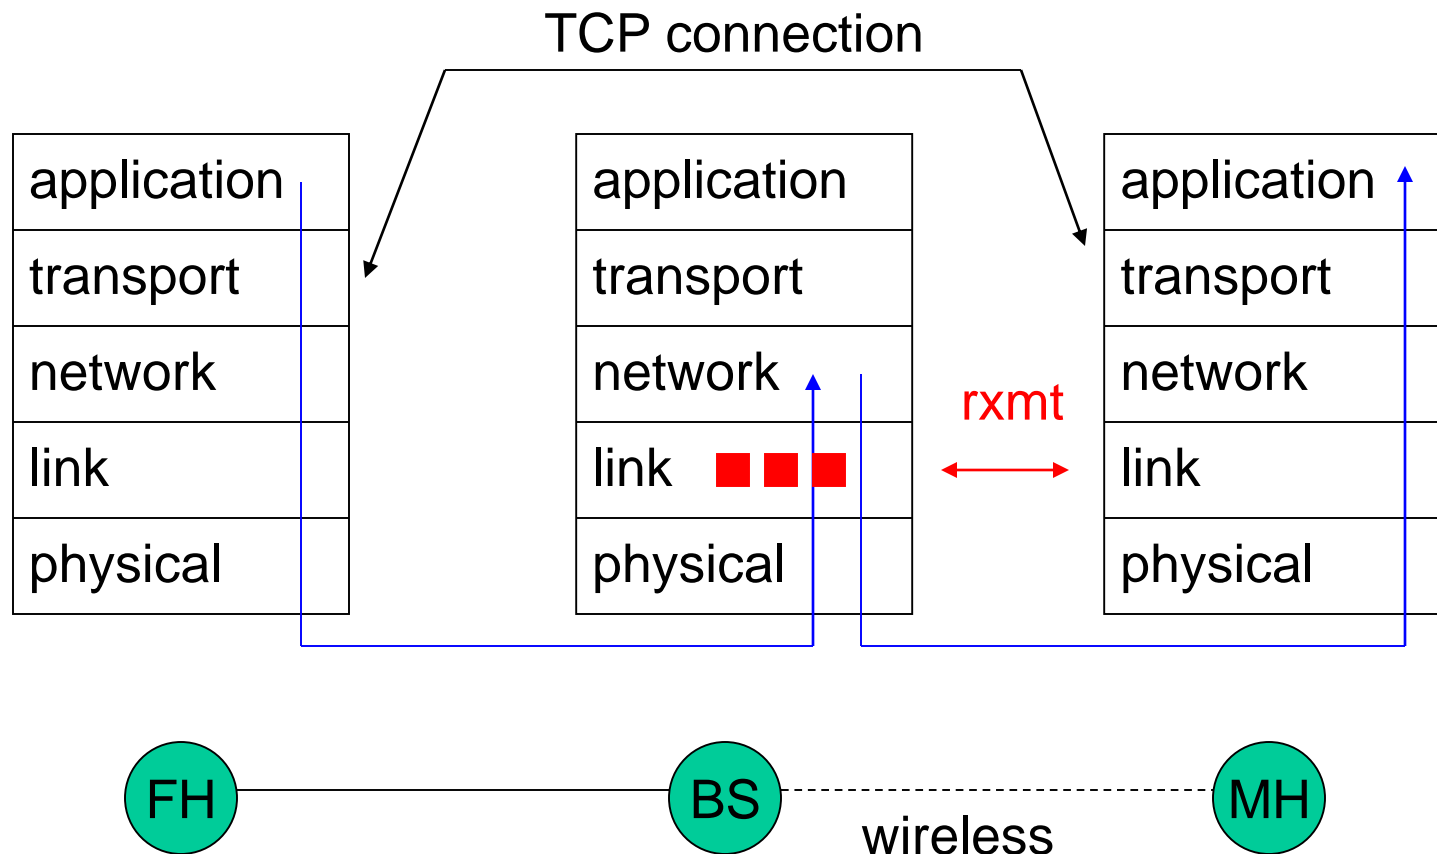 TCP connection
application
transport
network
link
physical
application
transport
network
link
physical
rxmt
application
transport
network
link
physical
FH
BS
wireless
MH